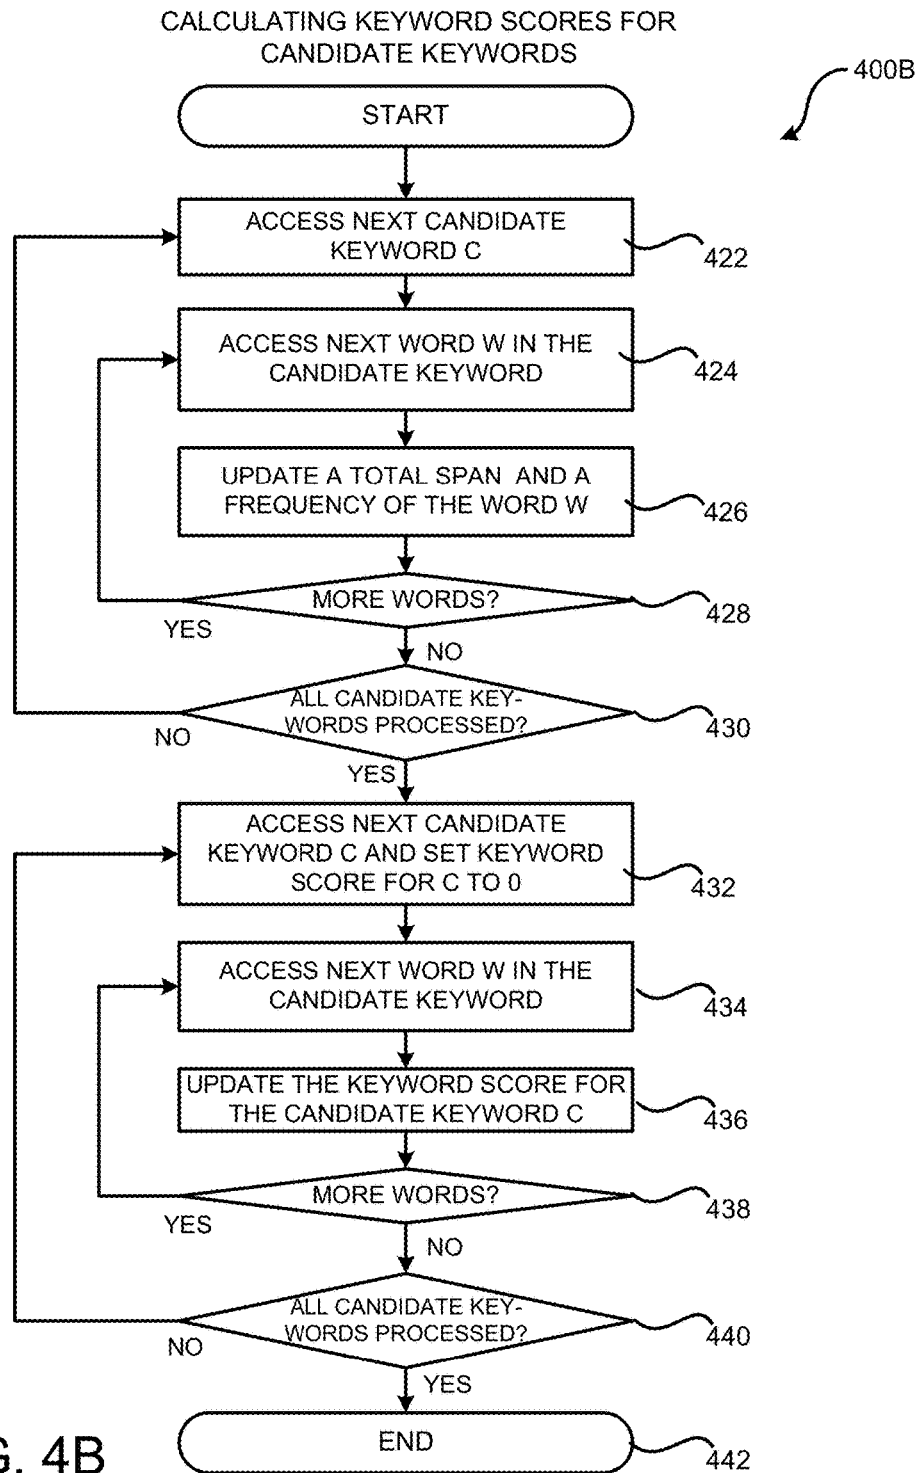 CALCULATING KEYWORD SCORES FOR
CANDIDATE KEYWORDS
400B
START
ACCESS NEXT CANDIDATE
KEYWORD C
422
ACCESS NEXT WORD W IN THE
CANDIDATE KEYWORD
424
UPDATE A TOTAL SPAN AND A
FREQUENCY OF THE WORD W
426
MORE WORDS?
428
YES
NO
ALL CANDIDATE KEY-
WORDS PROCESSED?
430
NO
YES
ACCESS NEXT CANDIDATE
KEYWORD C AND SET KEYWORD
SCORE FOR C TO 0
432
ACCESS NEXT WORD W IN THE
CANDIDATE KEYWORD
434
UPDATE THE KEYWORD SCORE FOR
THE CANDIDATE KEYWORD C
436
MORE WORDS?
438
YES
NO
ALL CANDIDATE KEY-
WORDS PROCESSED?
440
NO
YES
END
442
G. 4B